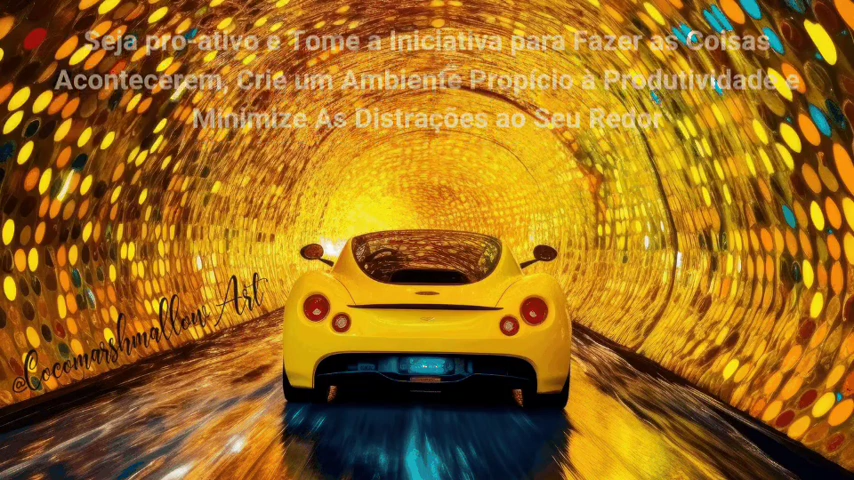 Seja pro-ativo e Tome a Iniciativa para Fazer as Coisas
Acontecerem, Crie um Ambiente Propício à Produtividade e
Minimize As Distrações ao Seu Redor
@Cocomarshmallow Art